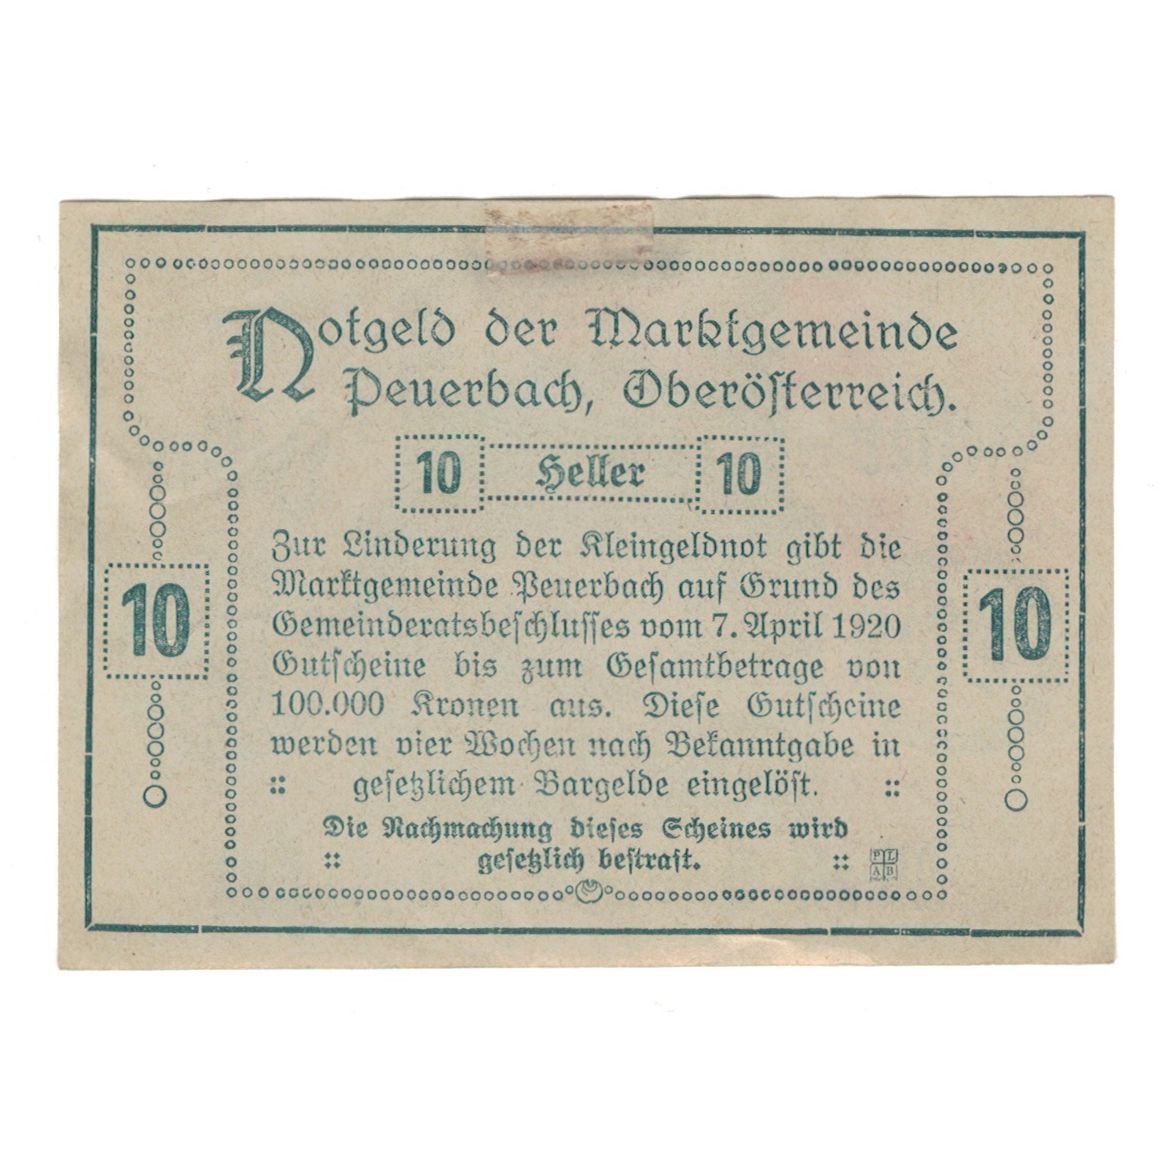 Notgeld der Marktgemeinde
Peuerbach, Oberösterreich.
10 Heller 10
Zur Linderung der Kleingeldnot gibt die
Marktgemeinde Peuerbach auf Grund des
Gemeinderatsbeschlusses vom 7. April 1920
Gutscheine bis zum Gesamtbetrage von
100.000 Kronen aus. Diese Gutscheine
werden vier Wochen nach Bekanntgabe in
gesetzlichem Bargelde eingelöst.
Die Nachmachung dieses Scheines wird
gesetzlich bestraft.
10
10
P L
A B